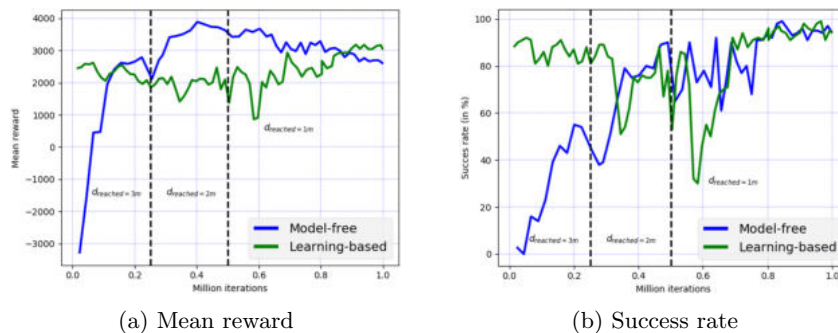 4000
3000
2000
1000
0
1000
2000
3000
Mean reward
d_reached=3m
d_reached=2m
d_reached=1m
Model-free
Learning-based
0.0 0.2 0.4 0.6 0.8 1.0
Million iterations
(a) Mean reward
100
80
60
40
20
0
Succes rate (in %)
d_reached=3m
d_reached=2m
d_reached=1m
Model-free
Learning-based
0.0 0.2 0.4 0.6 0.8 1.0
Million iterations
(b) Success rate